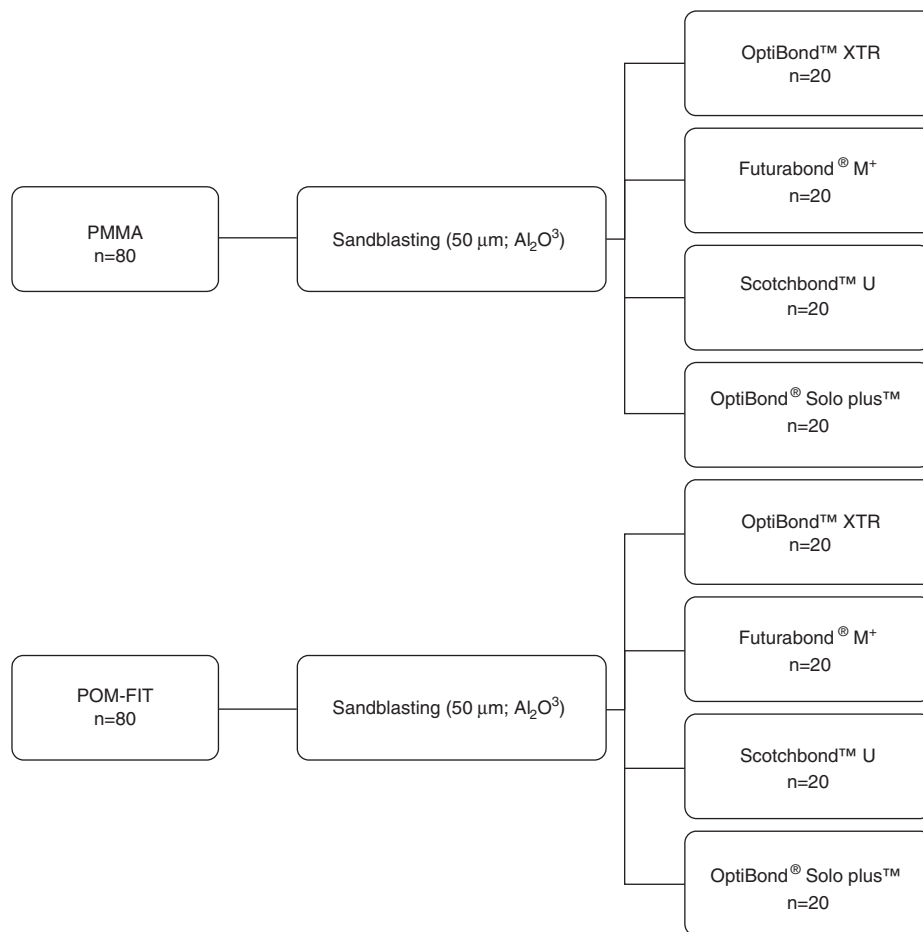 PMMA
n=80
Sandblasting (50 μm; Al₂O³)
OptiBond™ XTR
n=20
Futurabond® M⁺
n=20
Scotchbond™ U
n=20
OptiBond® Solo plus™
n=20
POM-FIT
n=80
Sandblasting (50 μm; Al₂O³)
OptiBond™ XTR
n=20
Futurabond® M⁺
n=20
Scotchbond™ U
n=20
OptiBond® Solo plus™
n=20